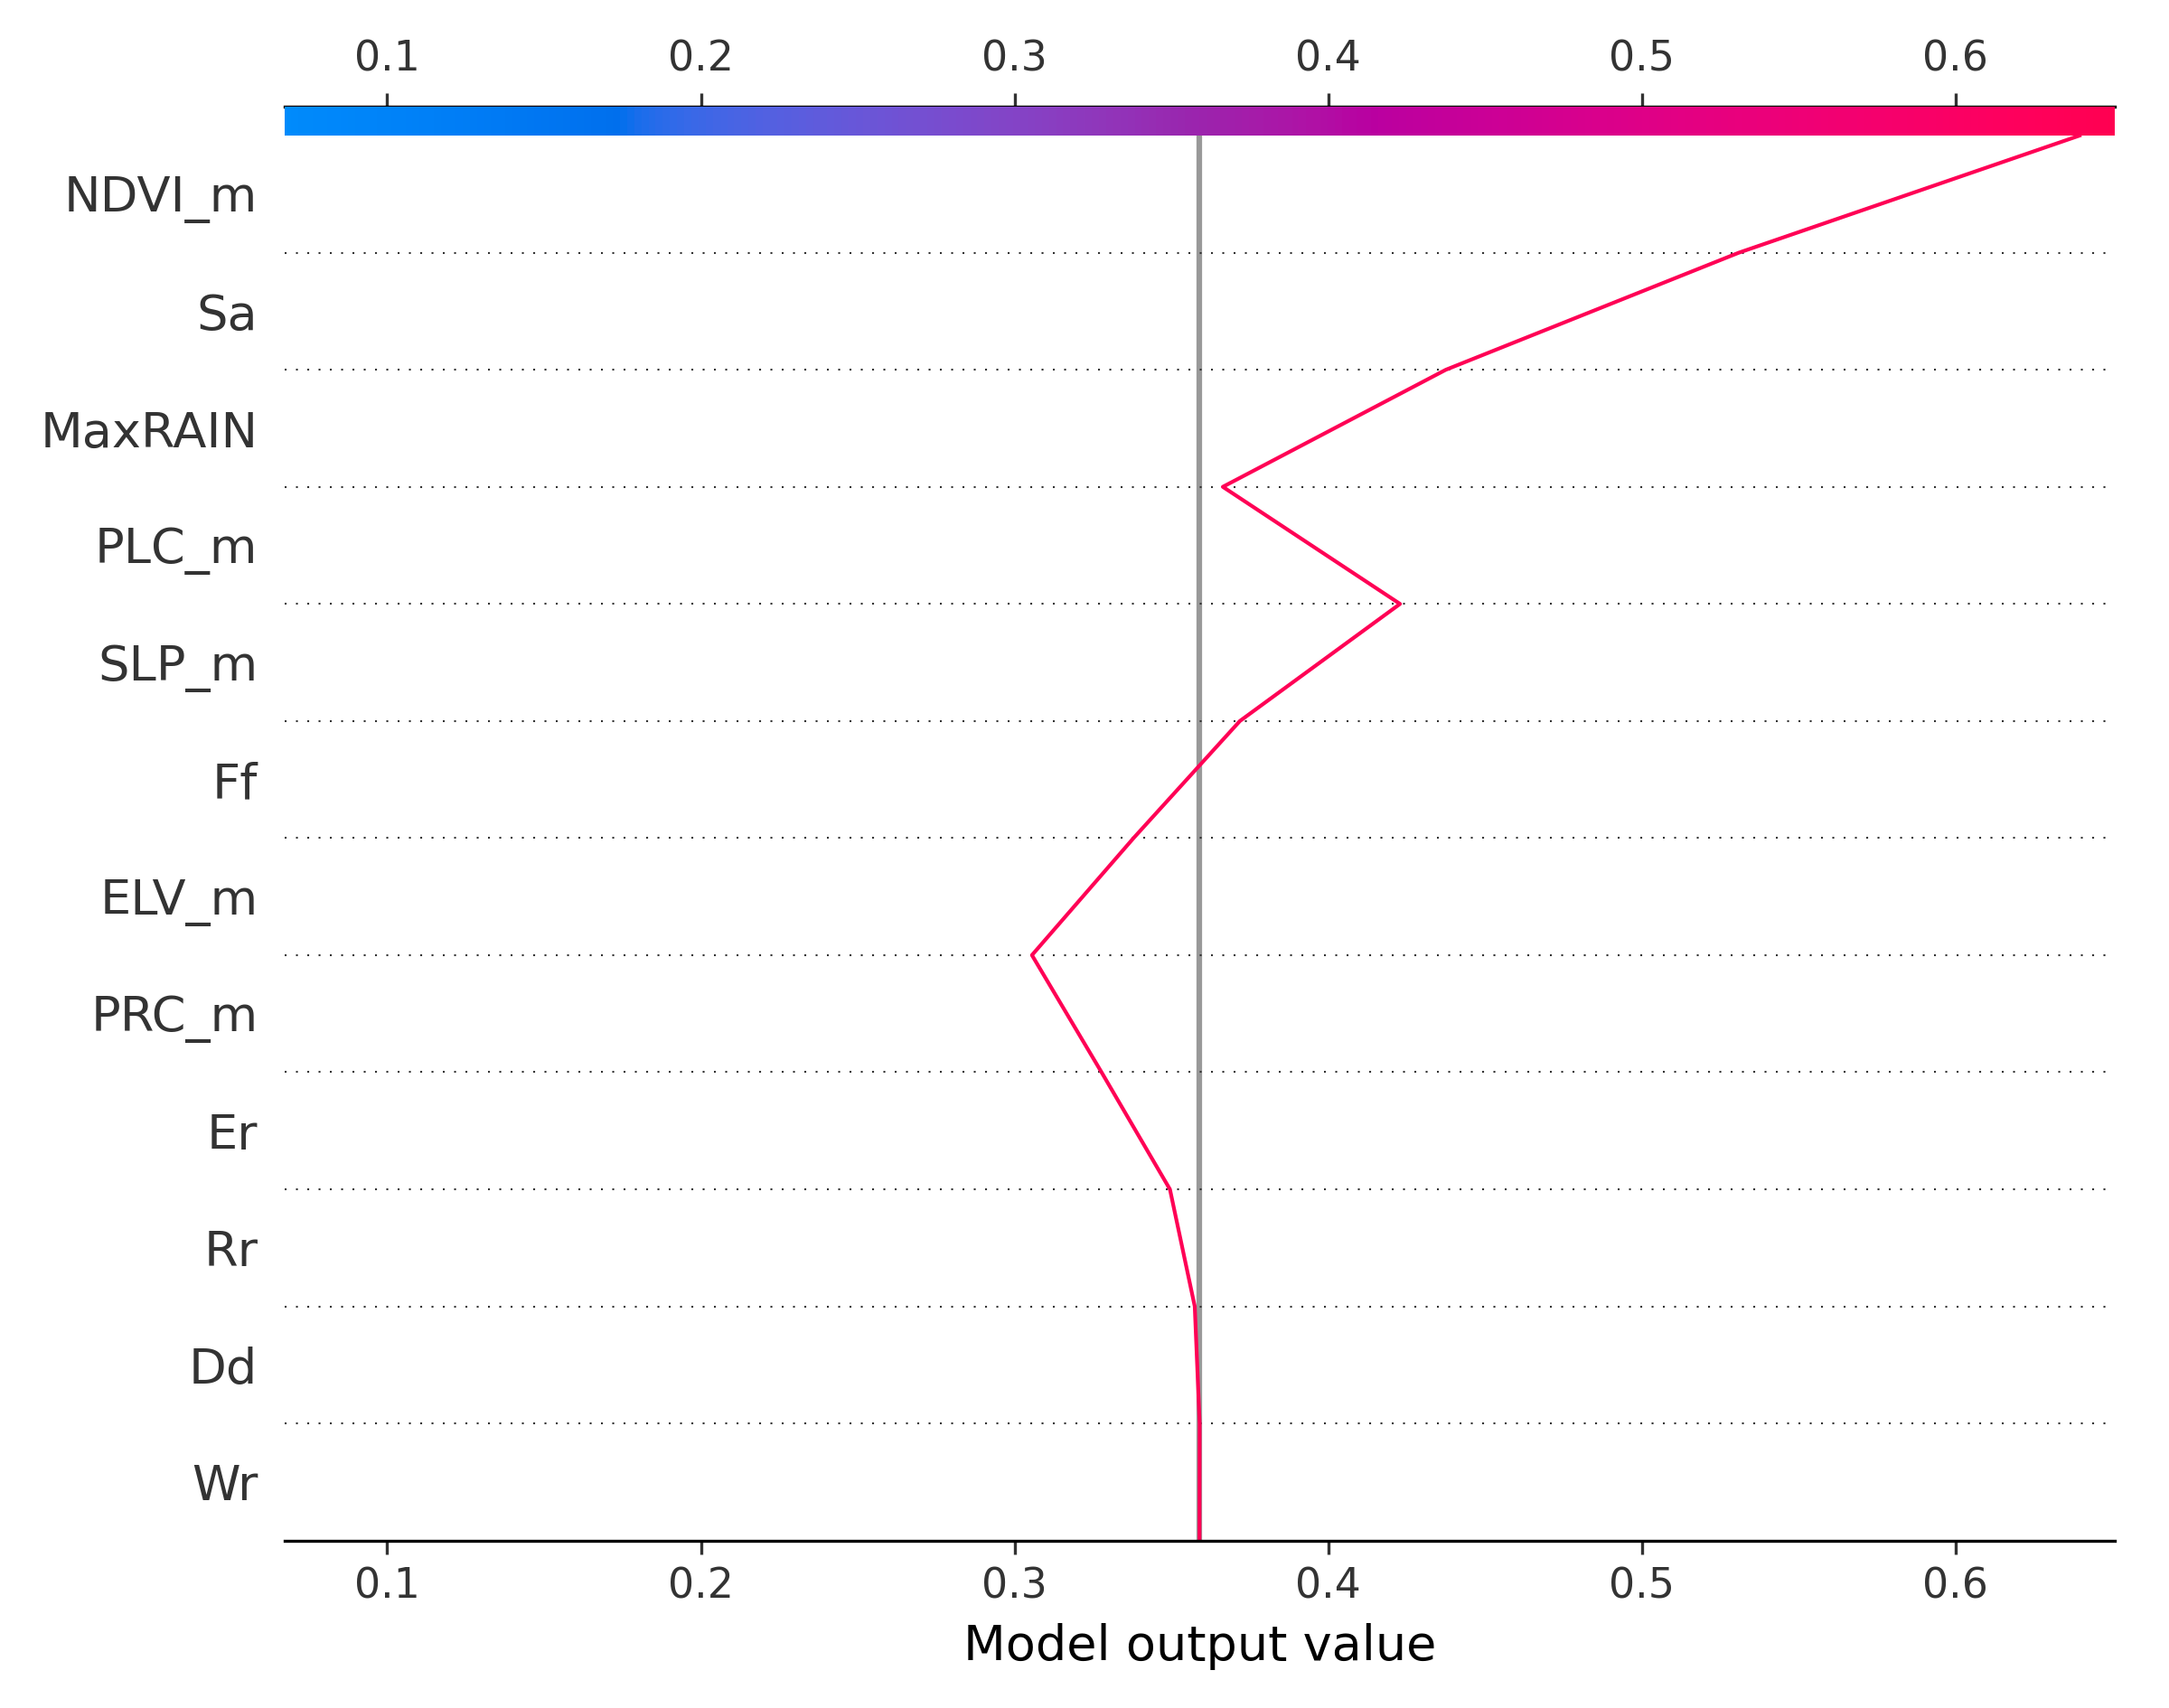 0.1 0.2 0.3 0.4 0.5 0.6
NDVI_m
Sa
MaxRAIN
PLC_m
SLP_m
Ff
ELV_m
PRC_m
Er
Rr
Dd
Wr
0.1 0.2 0.3 0.4 0.5 0.6
Model output value